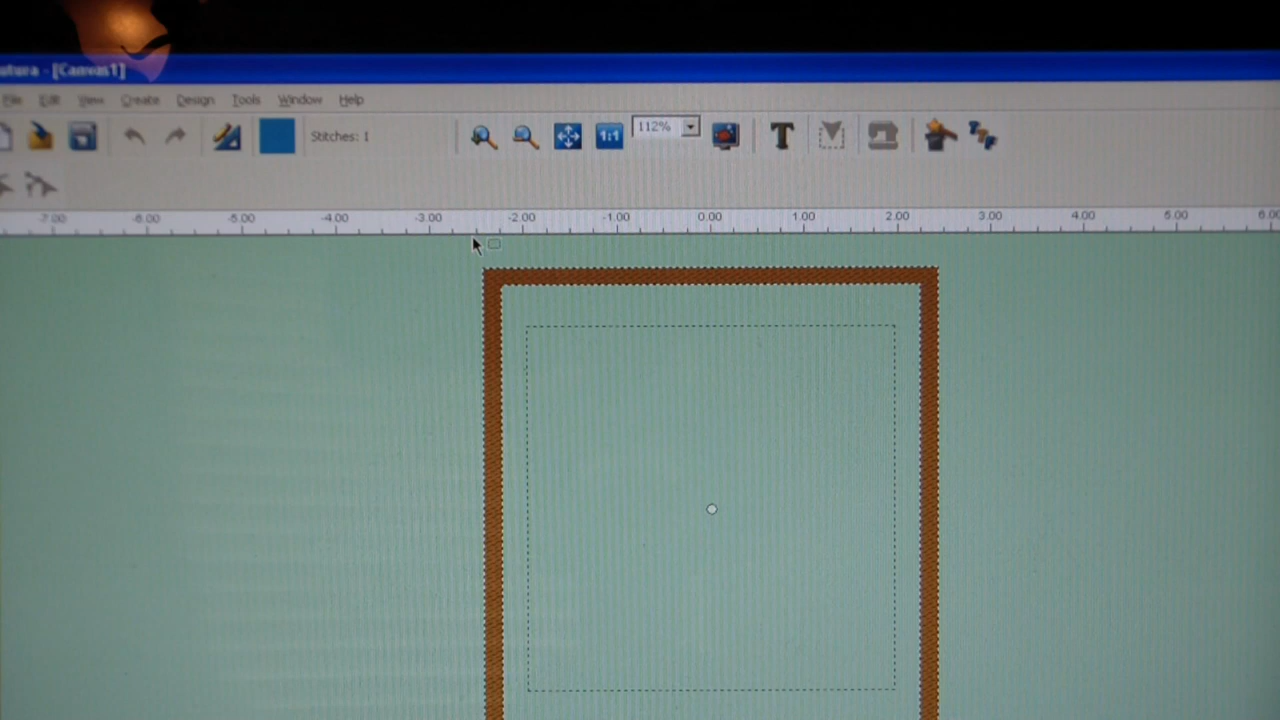 utura - [Canvas1]
File Edit View Create Design Tools Window Help
Stitches: 1
1:1
112%
T
-7.00 -6.00 -5.00 -4.00 -3.00 -2.00 -1.00 0.00 1.00 2.00 3.00 4.00 5.00 6.00